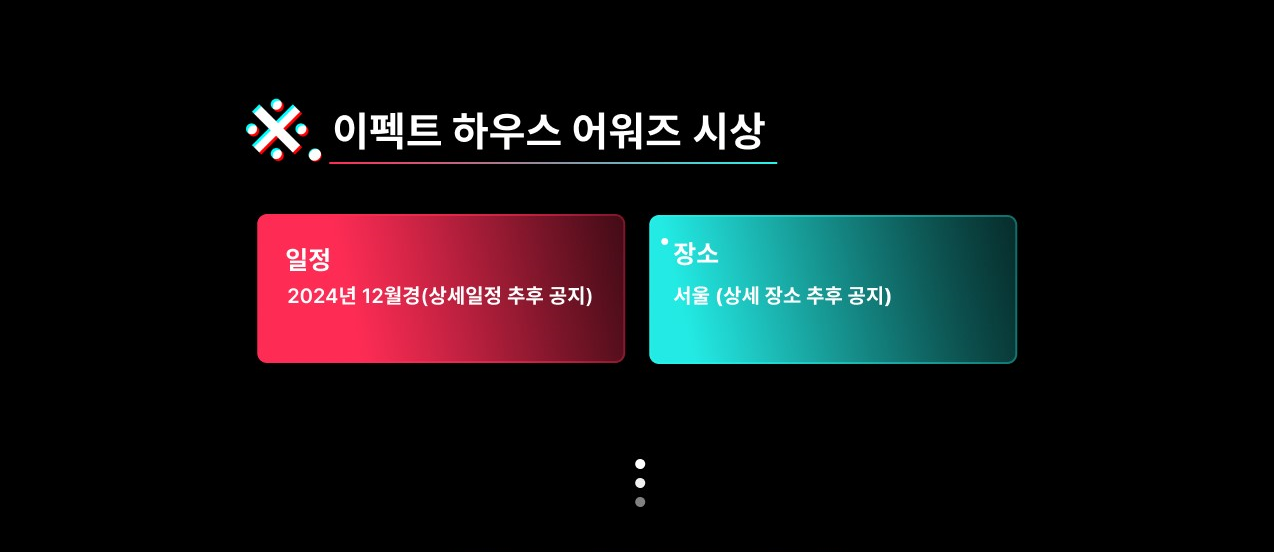 ※ 이펙트 하우스 어워즈 시상
일정
2024년 12월경(상세일정 추후 공지)
장소
서울 (상세 장소 추후 공지)